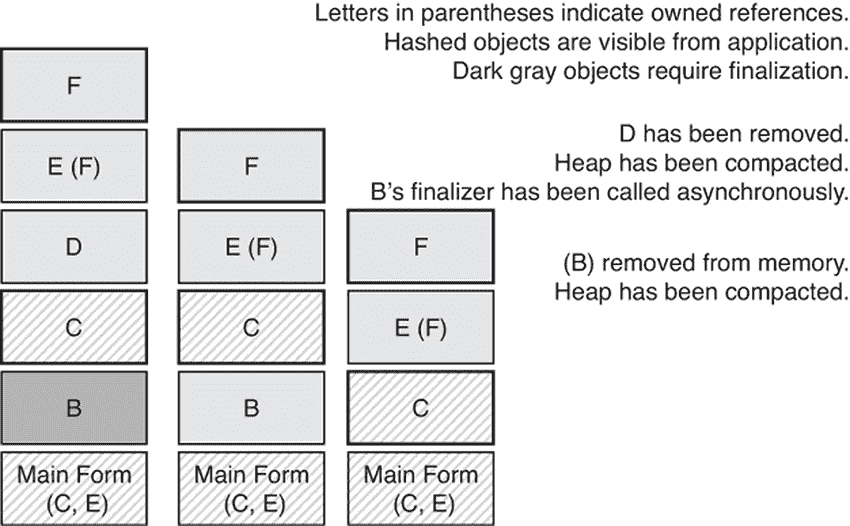 Letters in parentheses indicate owned references.
Hashed objects are visible from application.
Dark gray objects require finalization.
D has been removed.
Heap has been compacted.
B's finalizer has been called asynchronously.
(B) removed from memory.
Heap has been compacted.
F
E (F)
D
C
B
Main Form
(C, E)
F
E (F)
C
B
Main Form
(C, E)
F
E (F)
C
Main Form
(C, E)